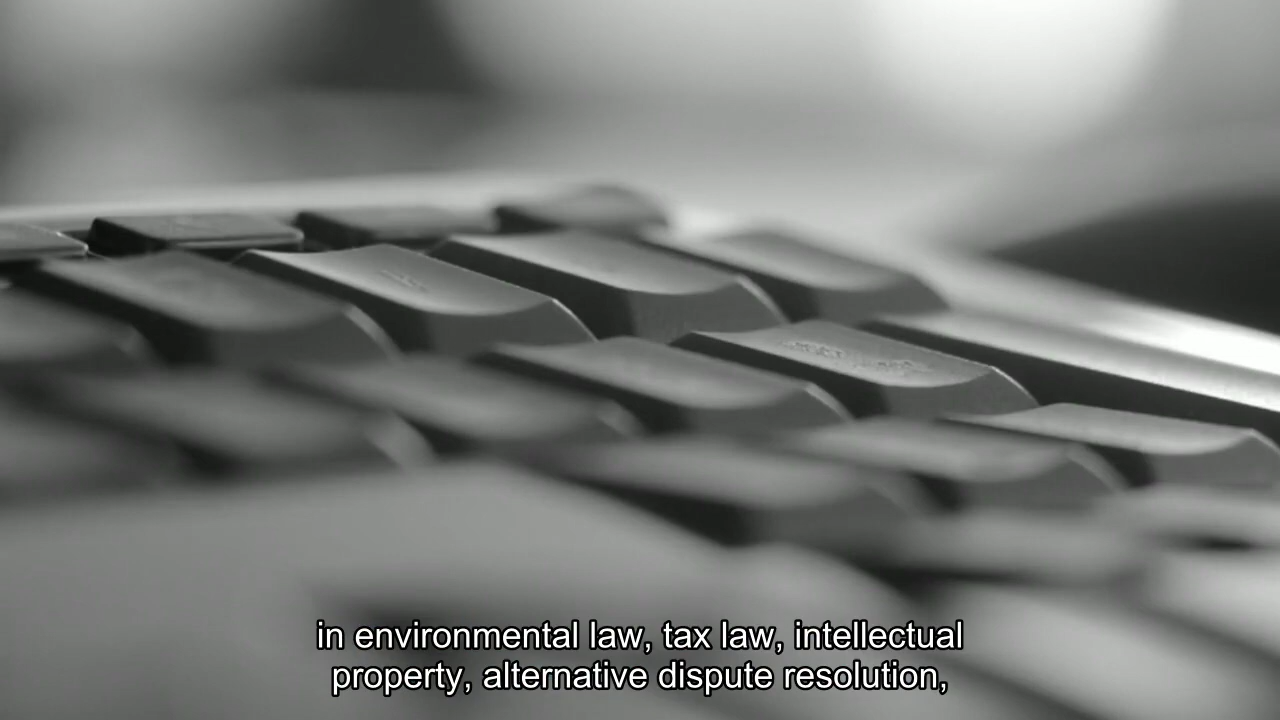 in environmental law, tax law, intellectual
property, alternative dispute resolution,